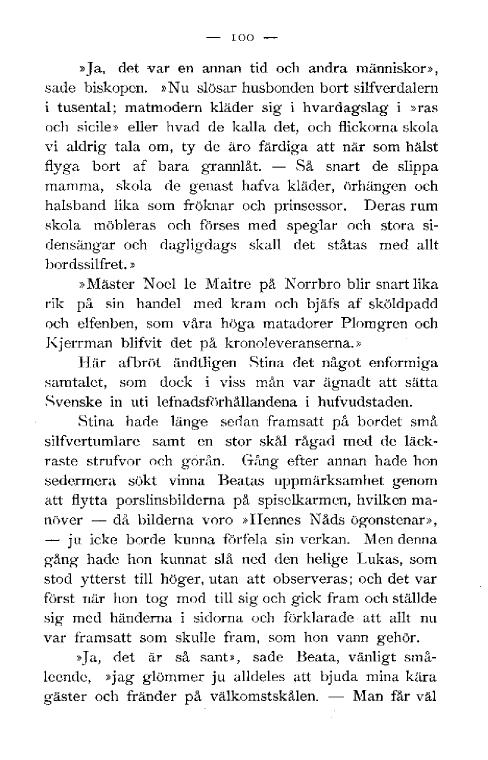 — 100 —
»Ja, det var en annan tid och andra människor»,
sade biskopen. »Nu slösar husbonden bort silfverdalern
i tusental; matmodern kläder sig i hvardagslag i »ras
och sicile» eller hvad de kalla det, och flickorna skola
vi aldrig tala om, ty de äro färdiga att när som hälst
flyga bort af bara grannlåt. — Så snart de slippa
mamma, skola de genast hafva kläder, örhängen och
halsband lika som fröknar och prinsessor. Deras rum
skola möbleras och förses med speglar och stora si-
densängar och dagligdags skall det ståtas med allt
bordssilfret.»
»Mäster Noel le Maitre på Norrbro blir snart lika
rik på sin handel med kram och bjäfs af sköldpadd
och elfenben, som våra höga matadorer Plomgren och
Kjerrman blifvit det på kronoleveranserna.»
Här afbröt ändtligen Stina det något enformiga
samtalet, som dock i viss mån var ägnadt att sätta
Svenske in uti lefnadsförhållandena i hufvudstaden.
Stina hade länge sedan framsatt på bordet små
silfvertumlare samt en stor skål rågad med de läck-
raste strufvor och gorån. Gång efter annan hade hon
sedermera sökt vinna Beatas uppmärksamhet genom
att flytta porslinsbilderna på spiselkarmen, hvilken ma-
növer — då bilderna voro »Hennes Nåds ögonstenar»,
— ju icke borde kunna förfela sin verkan. Men denna
gång hade hon kunnat slå ned den helige Lukas, som
stod ytterst till höger, utan att observeras; och det var
först när hon tog mod till sig och gick fram och ställde
sig med händerna i sidorna och förklarade att allt nu
var framsatt som skulle fram, som hon vann gehör.
»Ja, det är så sant», sade Beata, vänligt små-
leende, »jag glömmer ju alldeles att bjuda mina kära
gäster och fränder på välkomstskålen. — Man får väl